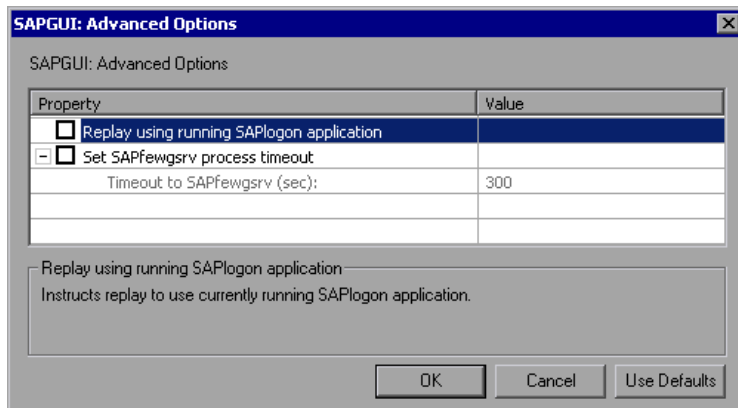 SAPGUI: Advanced Options
SAPGUI: Advanced Options
Property Value
Replay using running SAPlogon application
Set SAPfewgsrv process timeout
Timeout to SAPfewgsrv (sec): 300
Replay using running SAPlogon application
Instructs replay to use currently running SAPlogon application.
OK Cancel Use Defaults